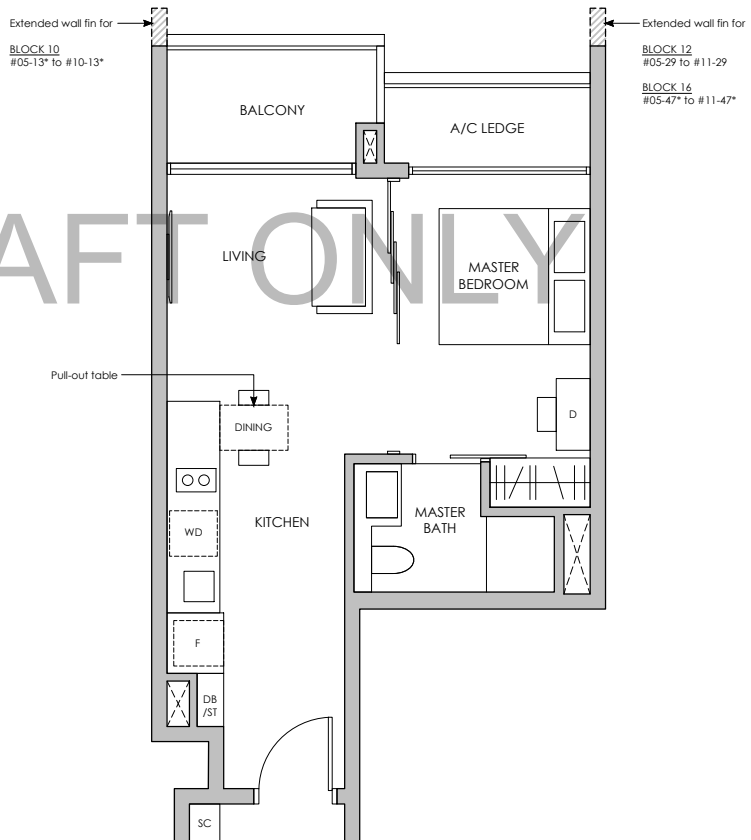 Extended wall fin for
BLOCK 10
#05-13* to #10-13*
Extended wall fin for
BLOCK 12
#05-29 to #11-29
BLOCK 16
#05-47* to #11-47*
BALCONY
A/C LEDGE
AFT ONLY
LIVING
MASTER
BEDROOM
Pull-out table
DINING
D
WD
KITCHEN
MASTER
BATH
F
DB
/ST
SC